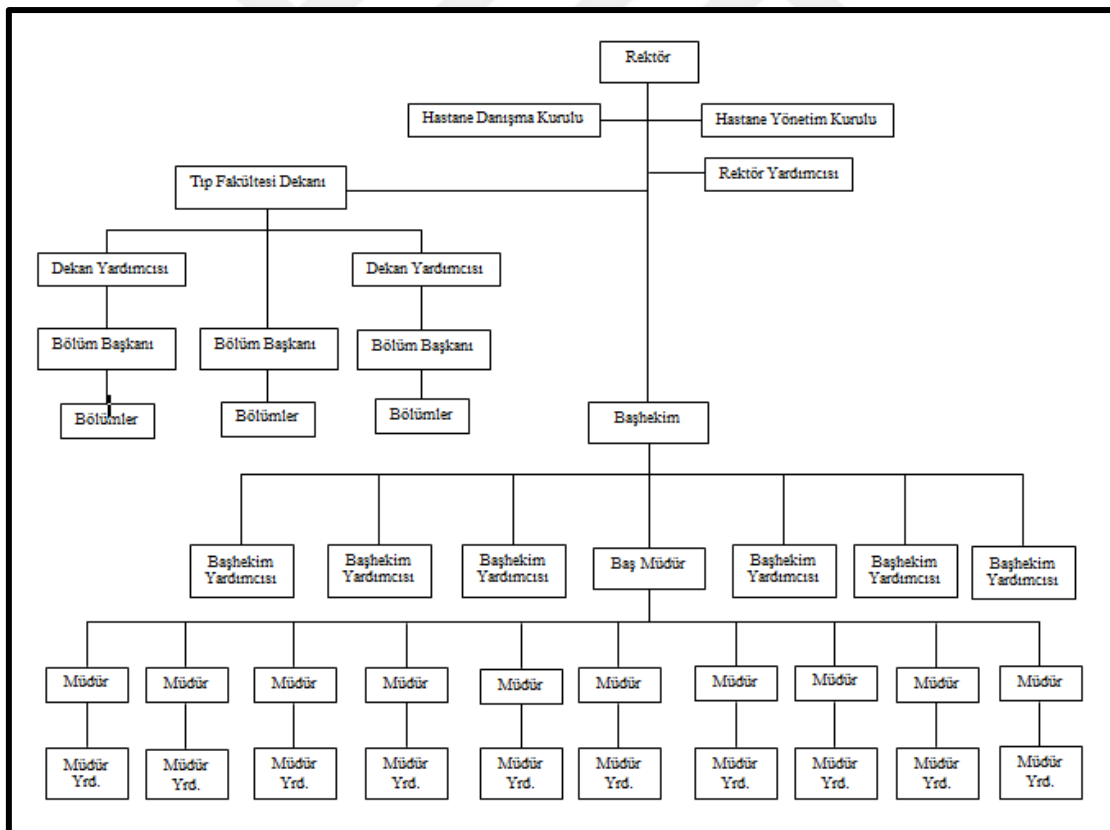 Rektör
Hastane Danışma Kurulu
Hastane Yönetim Kurulu
Rektör Yardımcısı
Tıp Fakültesi Dekanı
Dekan Yardımcısı
Dekan Yardımcısı
Bölüm Başkanı
Bölüm Başkanı
Bölüm Başkanı
Bölümler
Bölümler
Bölümler
Başhekim
Başhekim
Yardımcısı
Başhekim
Yardımcısı
Başhekim
Yardımcısı
Baş Müdür
Başhekim
Yardımcısı
Başhekim
Yardımcısı
Başhekim
Yardımcısı
Müdür
Müdür
Müdür
Müdür
Müdür
Müdür
Müdür
Müdür
Müdür
Müdür
Müdür
Yrd.
Müdür
Yrd.
Müdür
Yrd.
Müdür
Yrd.
Müdür
Yrd.
Müdür
Yrd.
Müdür
Yrd.
Müdür
Yrd.
Müdür
Yrd.
Müdür
Yrd.